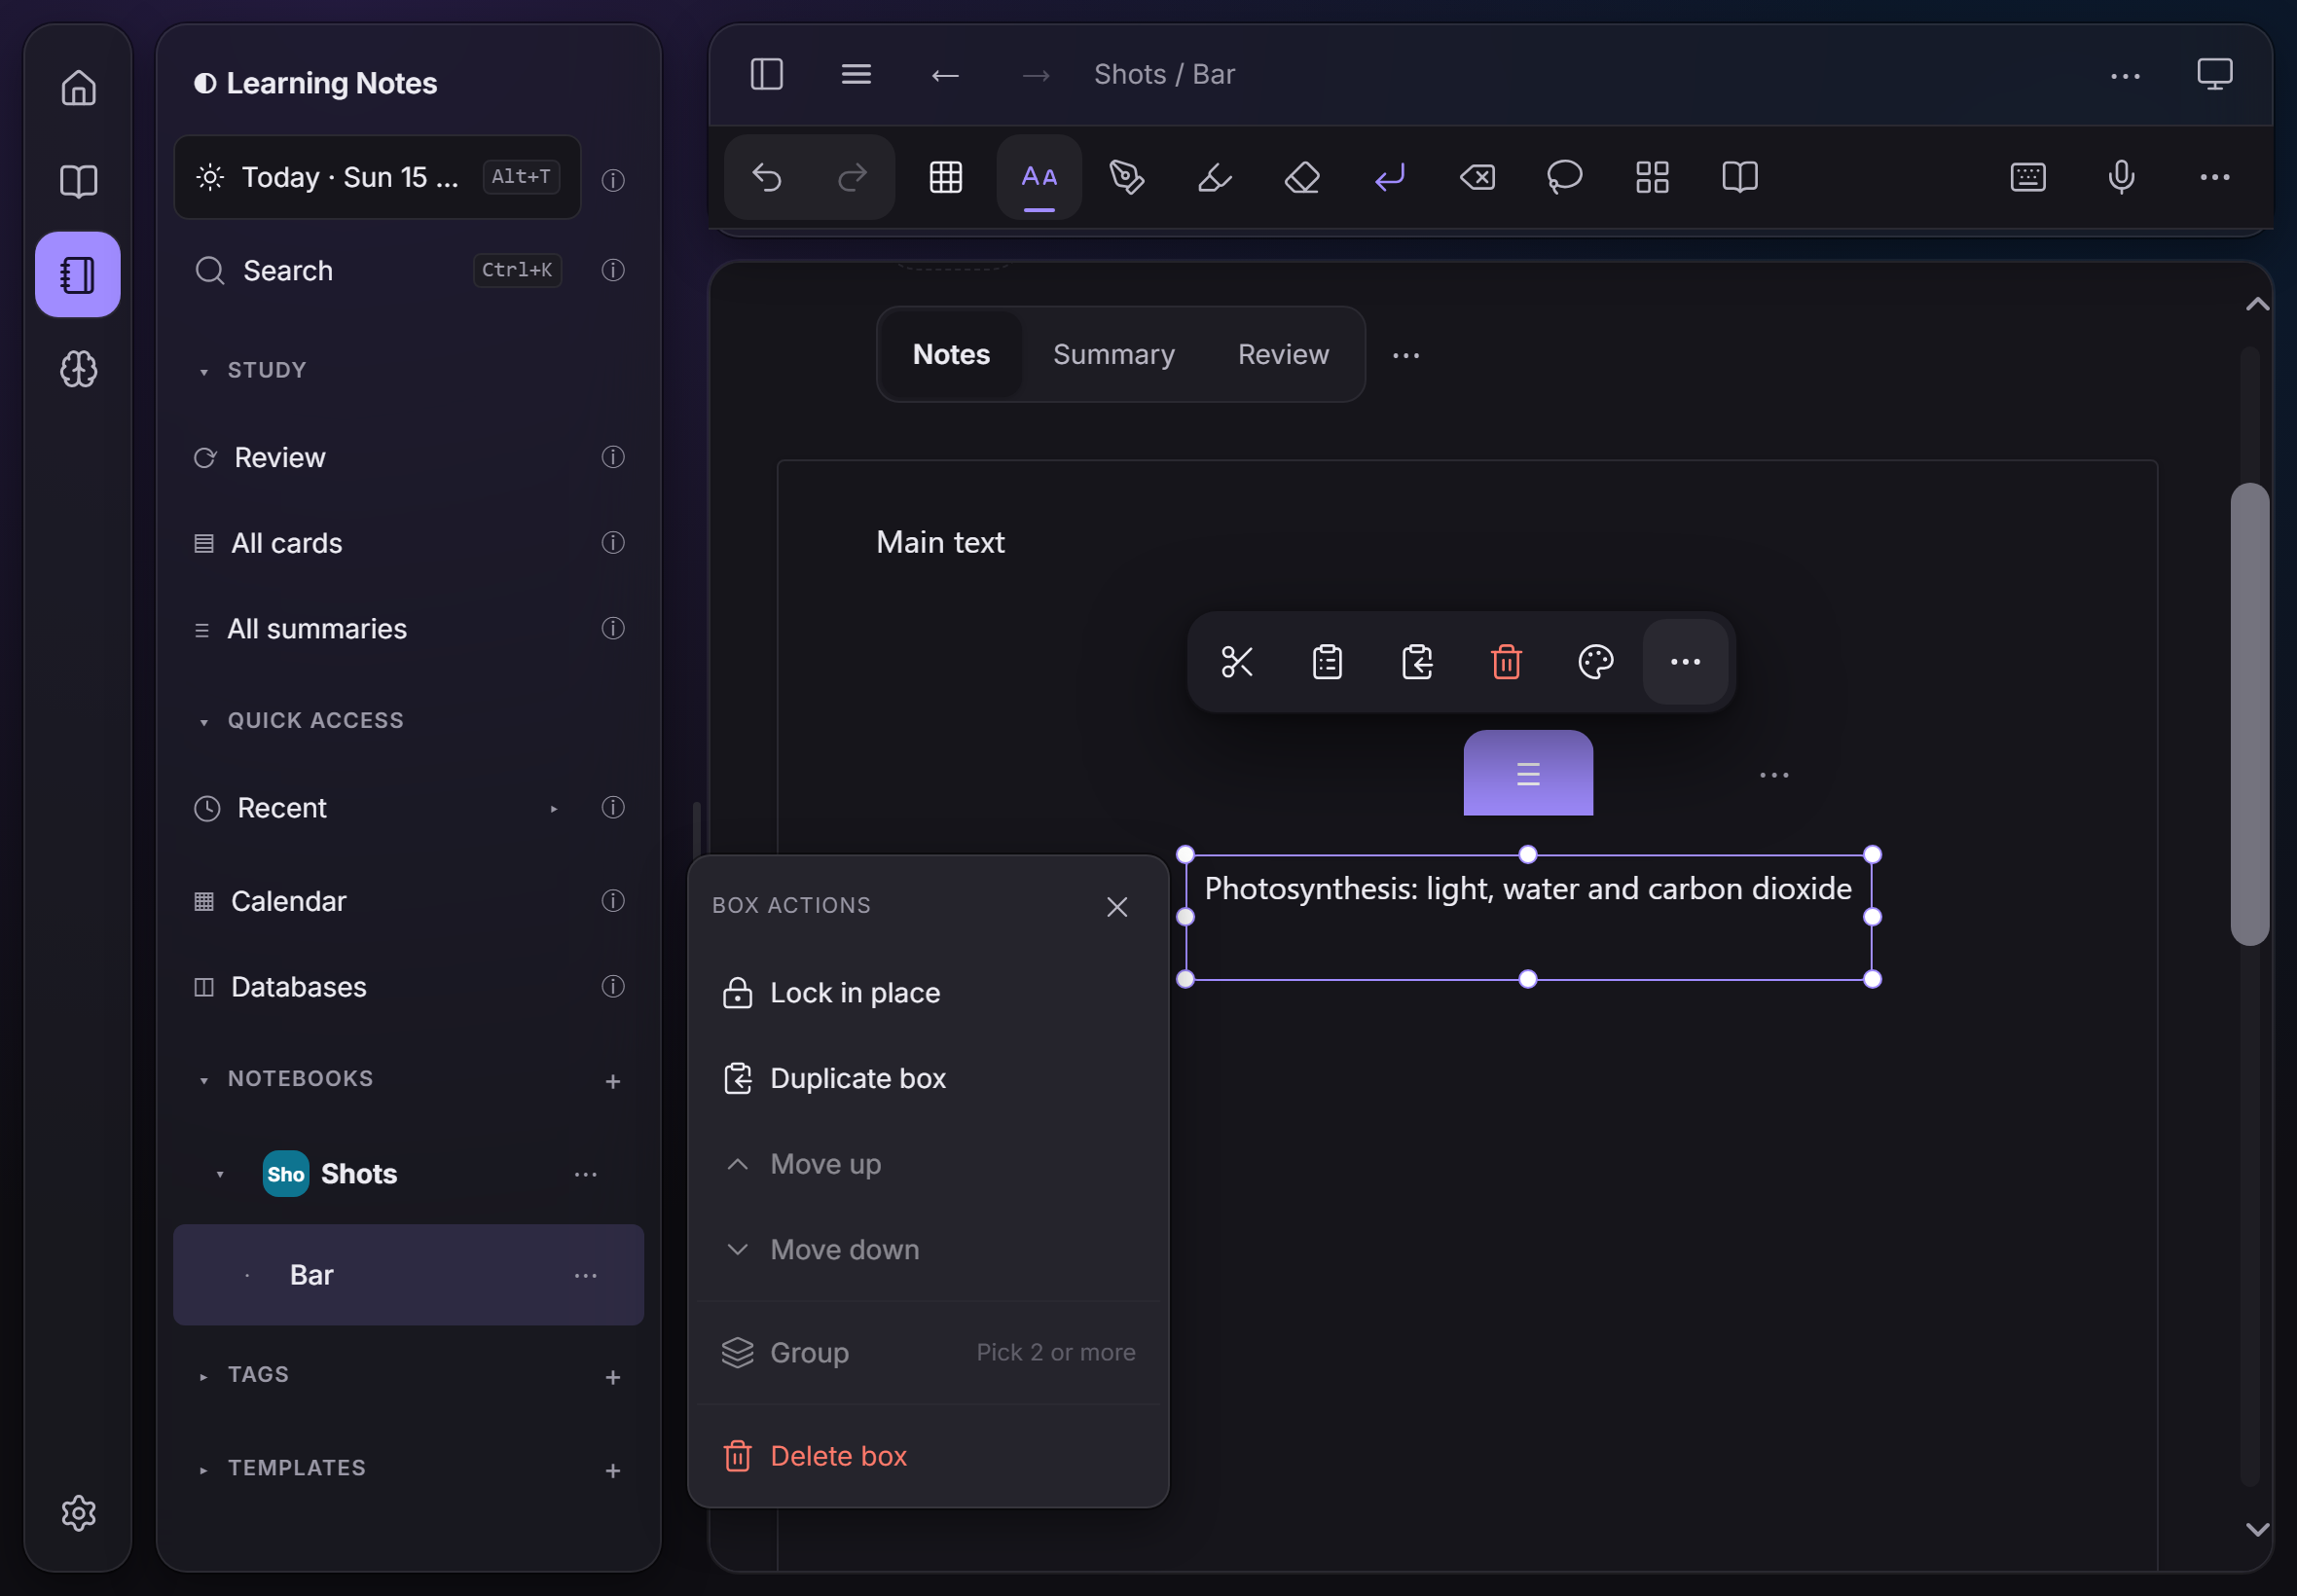 Learning Notes
Today · Sun 15 ...
Alt+T
Search
Ctrl+K
STUDY
Review
All cards
All summaries
QUICK ACCESS
Recent
Calendar
Databases
NOTEBOOKS
Sho
Shots
Bar
TAGS
TEMPLATES
Shots / Bar
AA
Notes
Summary
Review
Main text
Photosynthesis: light, water and carbon dioxide
BOX ACTIONS
Lock in place
Duplicate box
Move up
Move down
Group
Pick 2 or more
Delete box